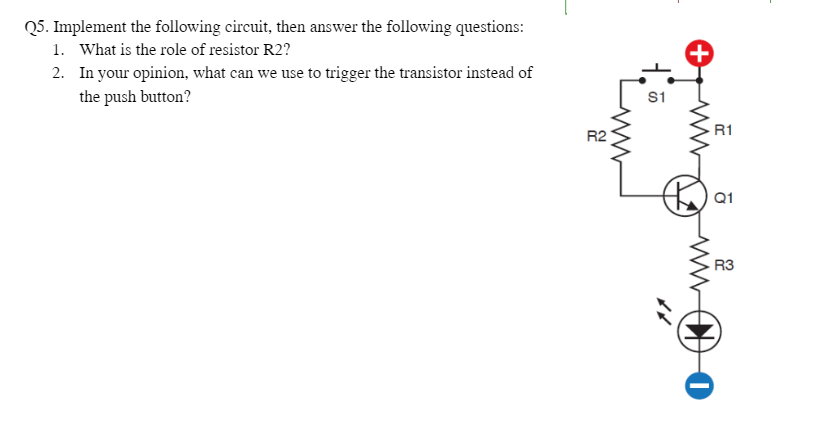 Q5. Implement the following circuit, then answer the following questions:
1. What is the role of resistor R2?
2. In your opinion, what can we use to trigger the transistor instead of
the push button?
+
S1
R1
R2
Q1
R3
−